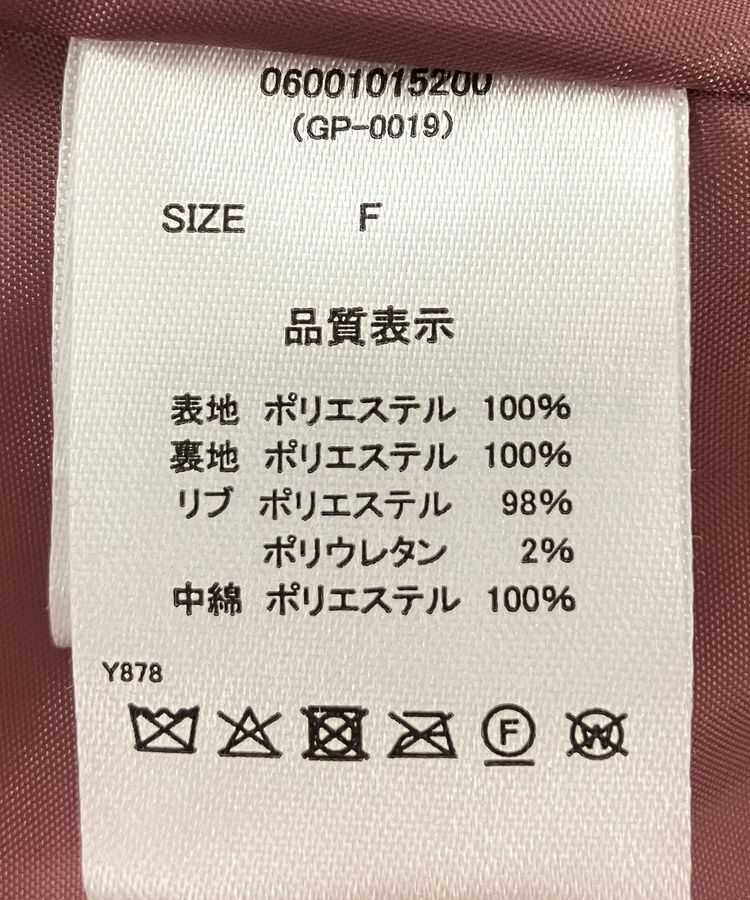 06001015200
(GP-0019)
SIZE F
品質表示
表地 ポリエステル 100%
裏地 ポリエステル 100%
リブ ポリエステル 98%
ポリウレタン 2%
中綿 ポリエステル 100%
Y878
F W